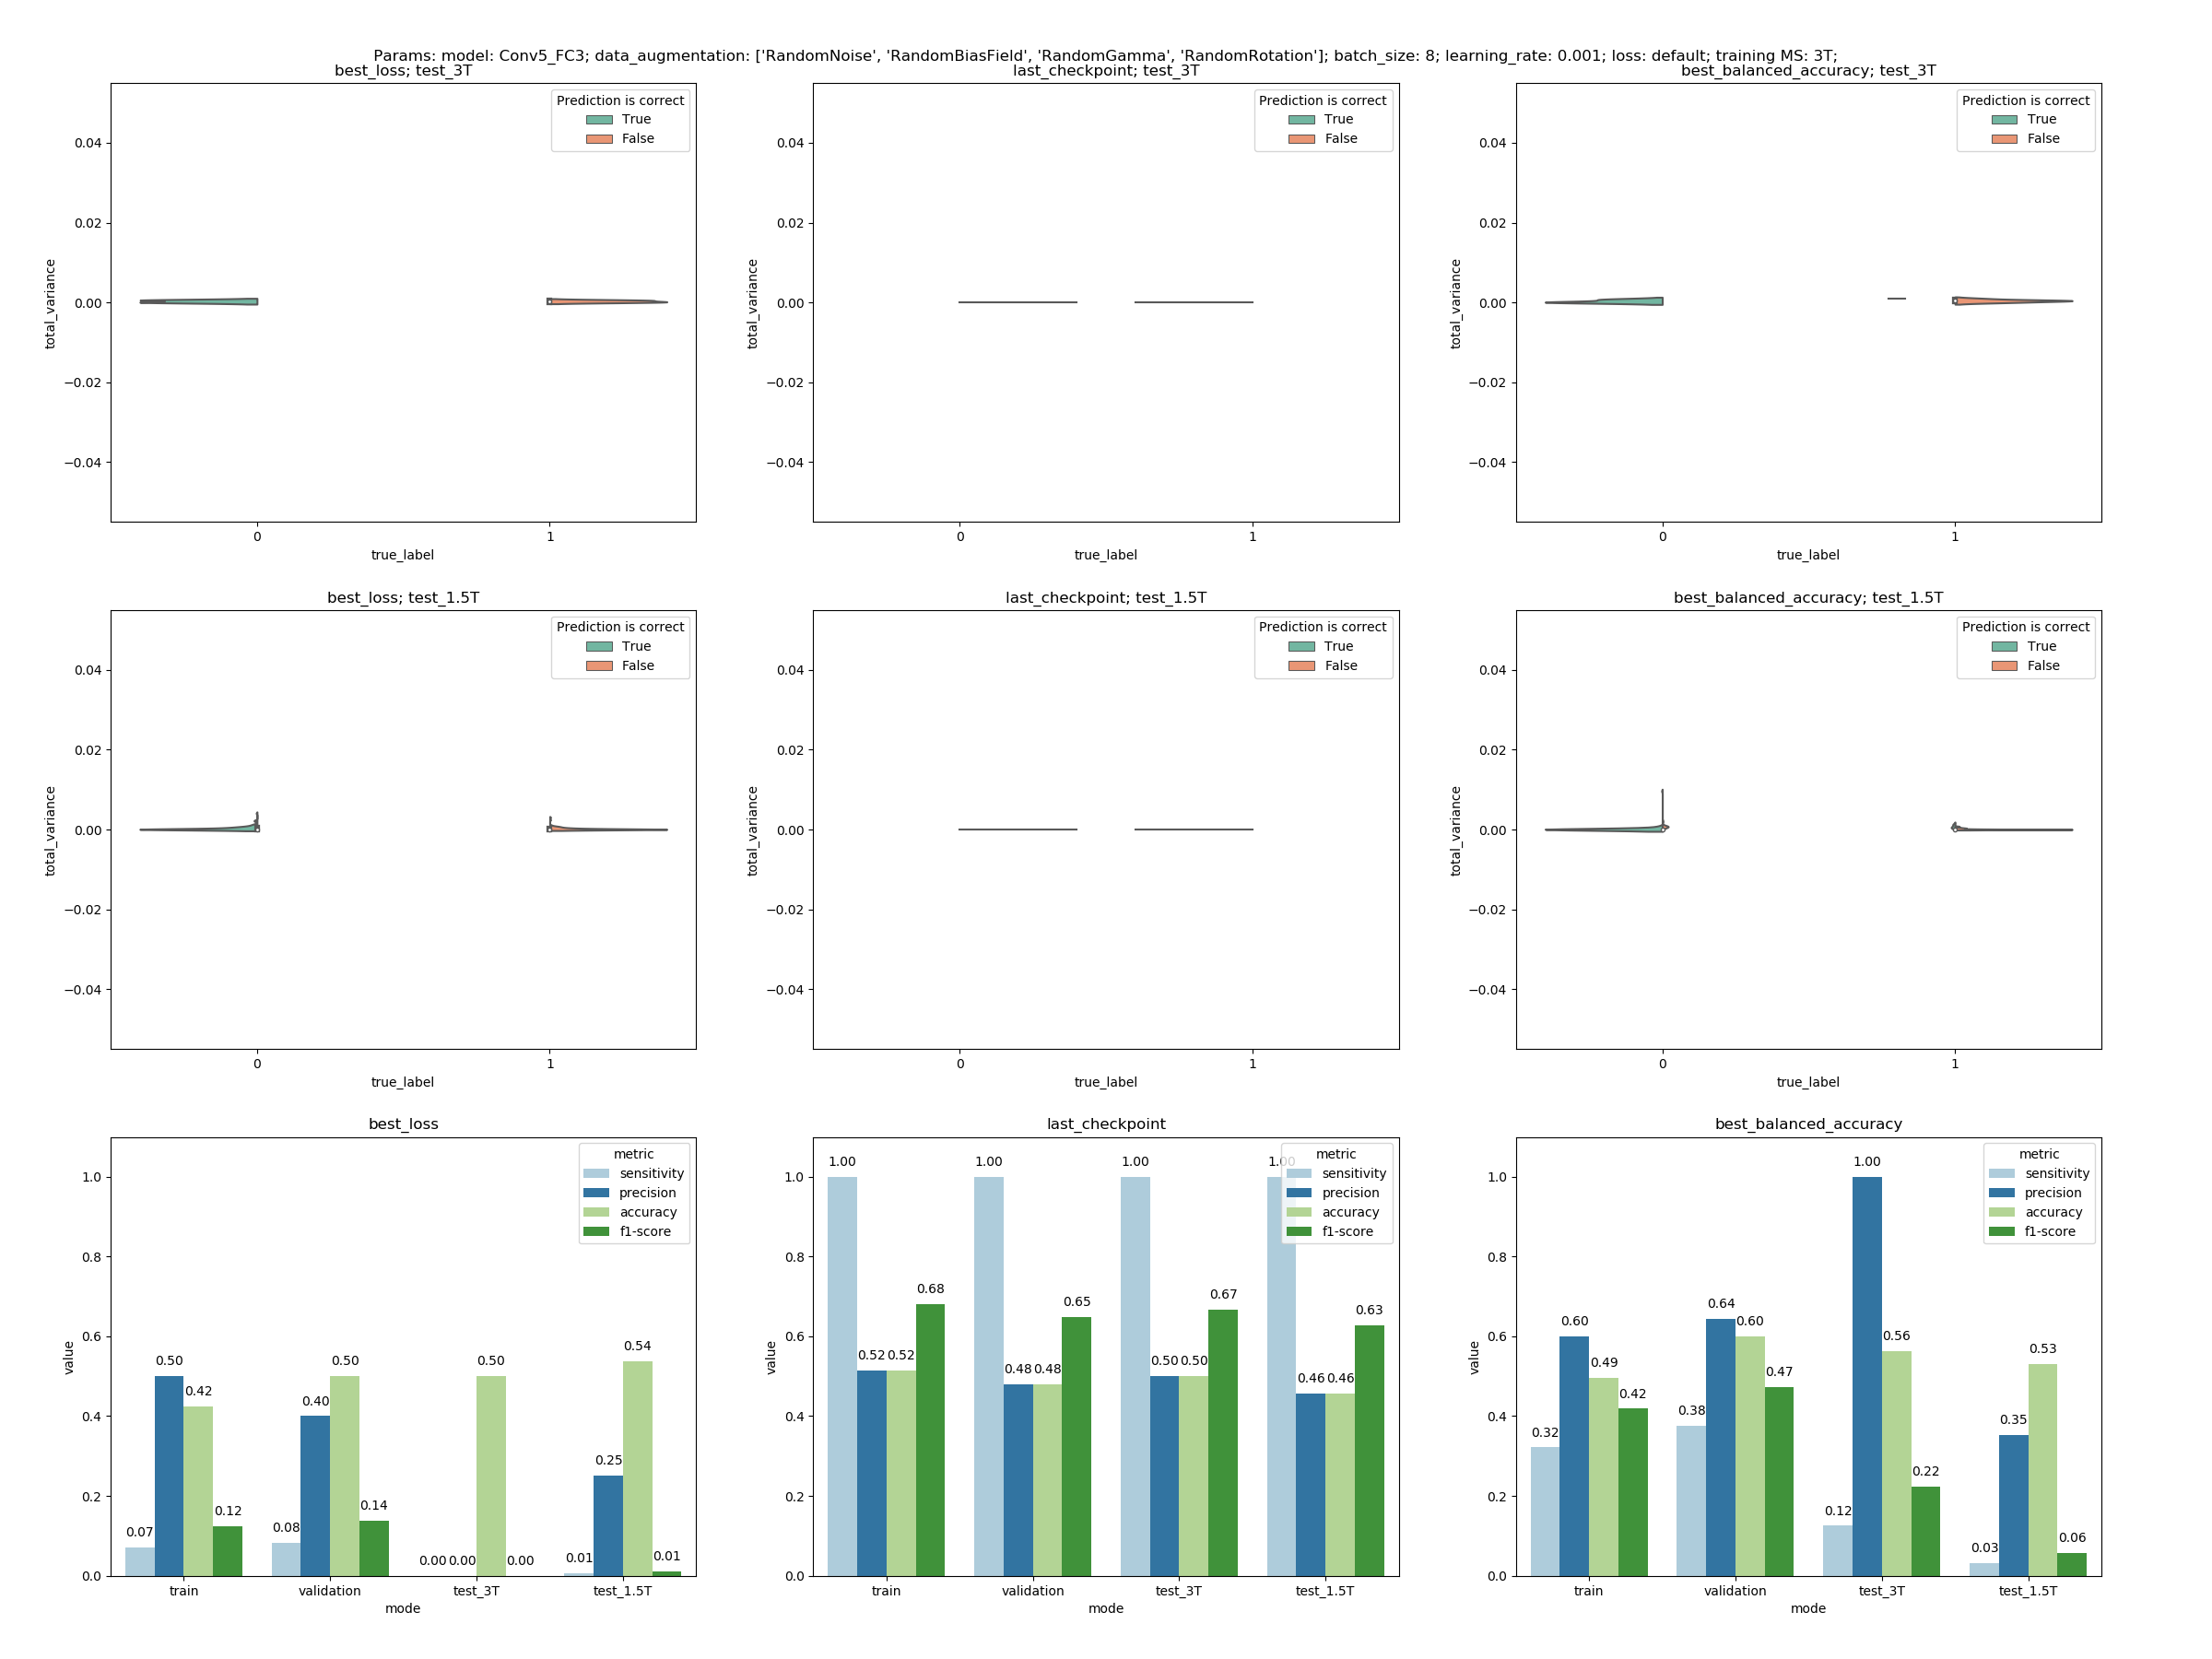 Params: model: Conv5_FC3; data_augmentation: ['RandomNoise', 'RandomBiasField', 'RandomGamma', 'RandomRotation']; batch_size: 8; learning_rate: 0.001; loss: default; training MS: 3T;
best_loss; test_3T
Prediction is correct
True
False
0.04
0.02
0.00
−0.02
−0.04
total_variance
0
1
true_label
last_checkpoint; test_3T
Prediction is correct
True
False
0.04
0.02
0.00
−0.02
−0.04
total_variance
0
1
true_label
best_balanced_accuracy; test_3T
Prediction is correct
True
False
0.04
0.02
0.00
−0.02
−0.04
total_variance
0
1
true_label
best_loss; test_1.5T
Prediction is correct
True
False
0.04
0.02
0.00
−0.02
−0.04
total_variance
0
1
true_label
last_checkpoint; test_1.5T
Prediction is correct
True
False
0.04
0.02
0.00
−0.02
−0.04
total_variance
0
1
true_label
best_balanced_accuracy; test_1.5T
Prediction is correct
True
False
0.04
0.02
0.00
−0.02
−0.04
total_variance
0
1
true_label
best_loss
metric
sensitivity
precision
accuracy
f1-score
1.0
0.8
0.6
0.4
0.2
0.0
value
0.07 0.50 0.42 0.12
0.08 0.40 0.50 0.14
0.00 0.00 0.50 0.00
0.01 0.25 0.54 0.01
train validation test_3T test_1.5T
mode
last_checkpoint
metric
sensitivity
precision
accuracy
f1-score
1.0
0.8
0.6
0.4
0.2
0.0
value
1.00 0.52 0.52 0.68
1.00 0.48 0.48 0.65
1.00 0.50 0.50 0.67
1.00 0.46 0.46 0.63
train validation test_3T test_1.5T
mode
best_balanced_accuracy
metric
sensitivity
precision
accuracy
f1-score
1.0
0.8
0.6
0.4
0.2
0.0
value
0.32 0.60 0.49 0.42
0.38 0.64 0.60 0.47
0.12 1.00 0.56 0.22
0.03 0.35 0.53 0.06
train validation test_3T test_1.5T
mode